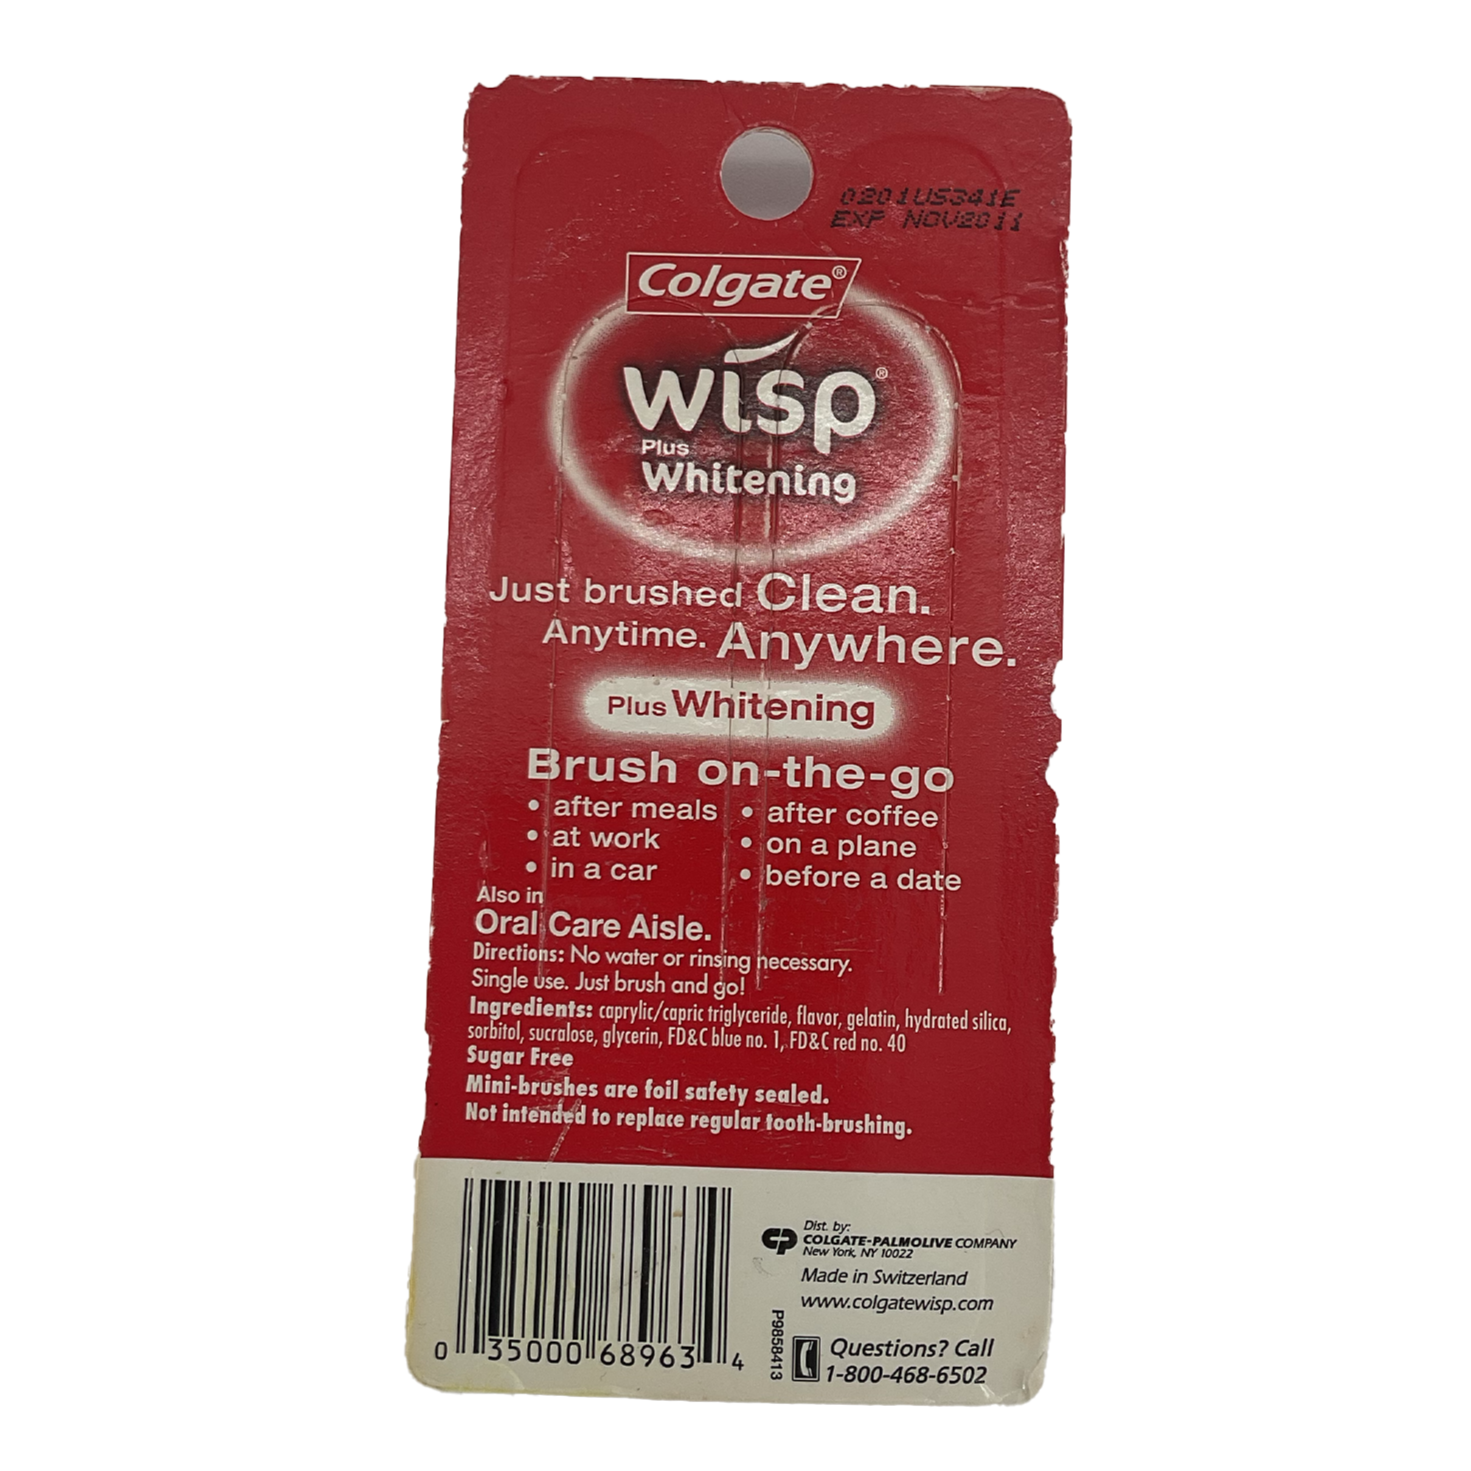 0201US341E
EXP NOV2011
Colgate®
wisp®
Plus
Whitening
Just brushed Clean.
Anytime. Anywhere.
Plus Whitening
Brush on-the-go
• after meals • after coffee
• at work • on a plane
• in a car • before a date
Also in
Oral Care Aisle.
Directions: No water or rinsing necessary.
Single use. Just brush and go!
Ingredients: caprylic/capric triglyceride, flavor, gelatin, hydrated silica,
sorbitol, sucralose, glycerin, FD&C blue no. 1, FD&C red no. 40
Sugar Free
Mini-brushes are foil safety sealed.
Not intended to replace regular tooth-brushing.
0 35000 68963 4
P9858413
CP
Dist. by:
COLGATE-PALMOLIVE COMPANY
New York, NY 10022
Made in Switzerland
www.colgatewisp.com
Questions? Call
1-800-468-6502